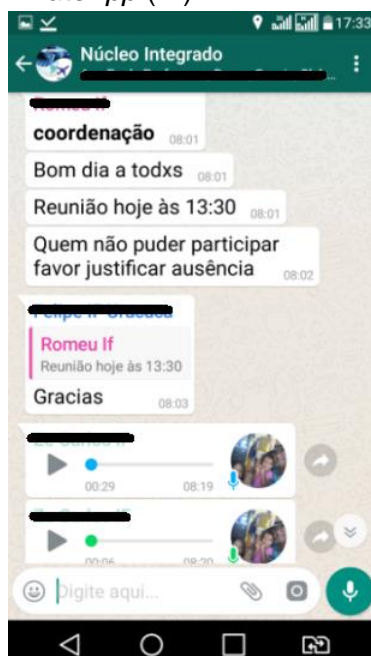 17:33
Núcleo Integrado
coordenação 08:01
Bom dia a todxs 08:01
Reunião hoje às 13:30 08:01
Quem não puder participar
favor justificar ausência 08:02
Romeu If
Reunião hoje às 13:30
Gracias 08:03
00:29 08:19
00:06 08:20
Digite aqui...